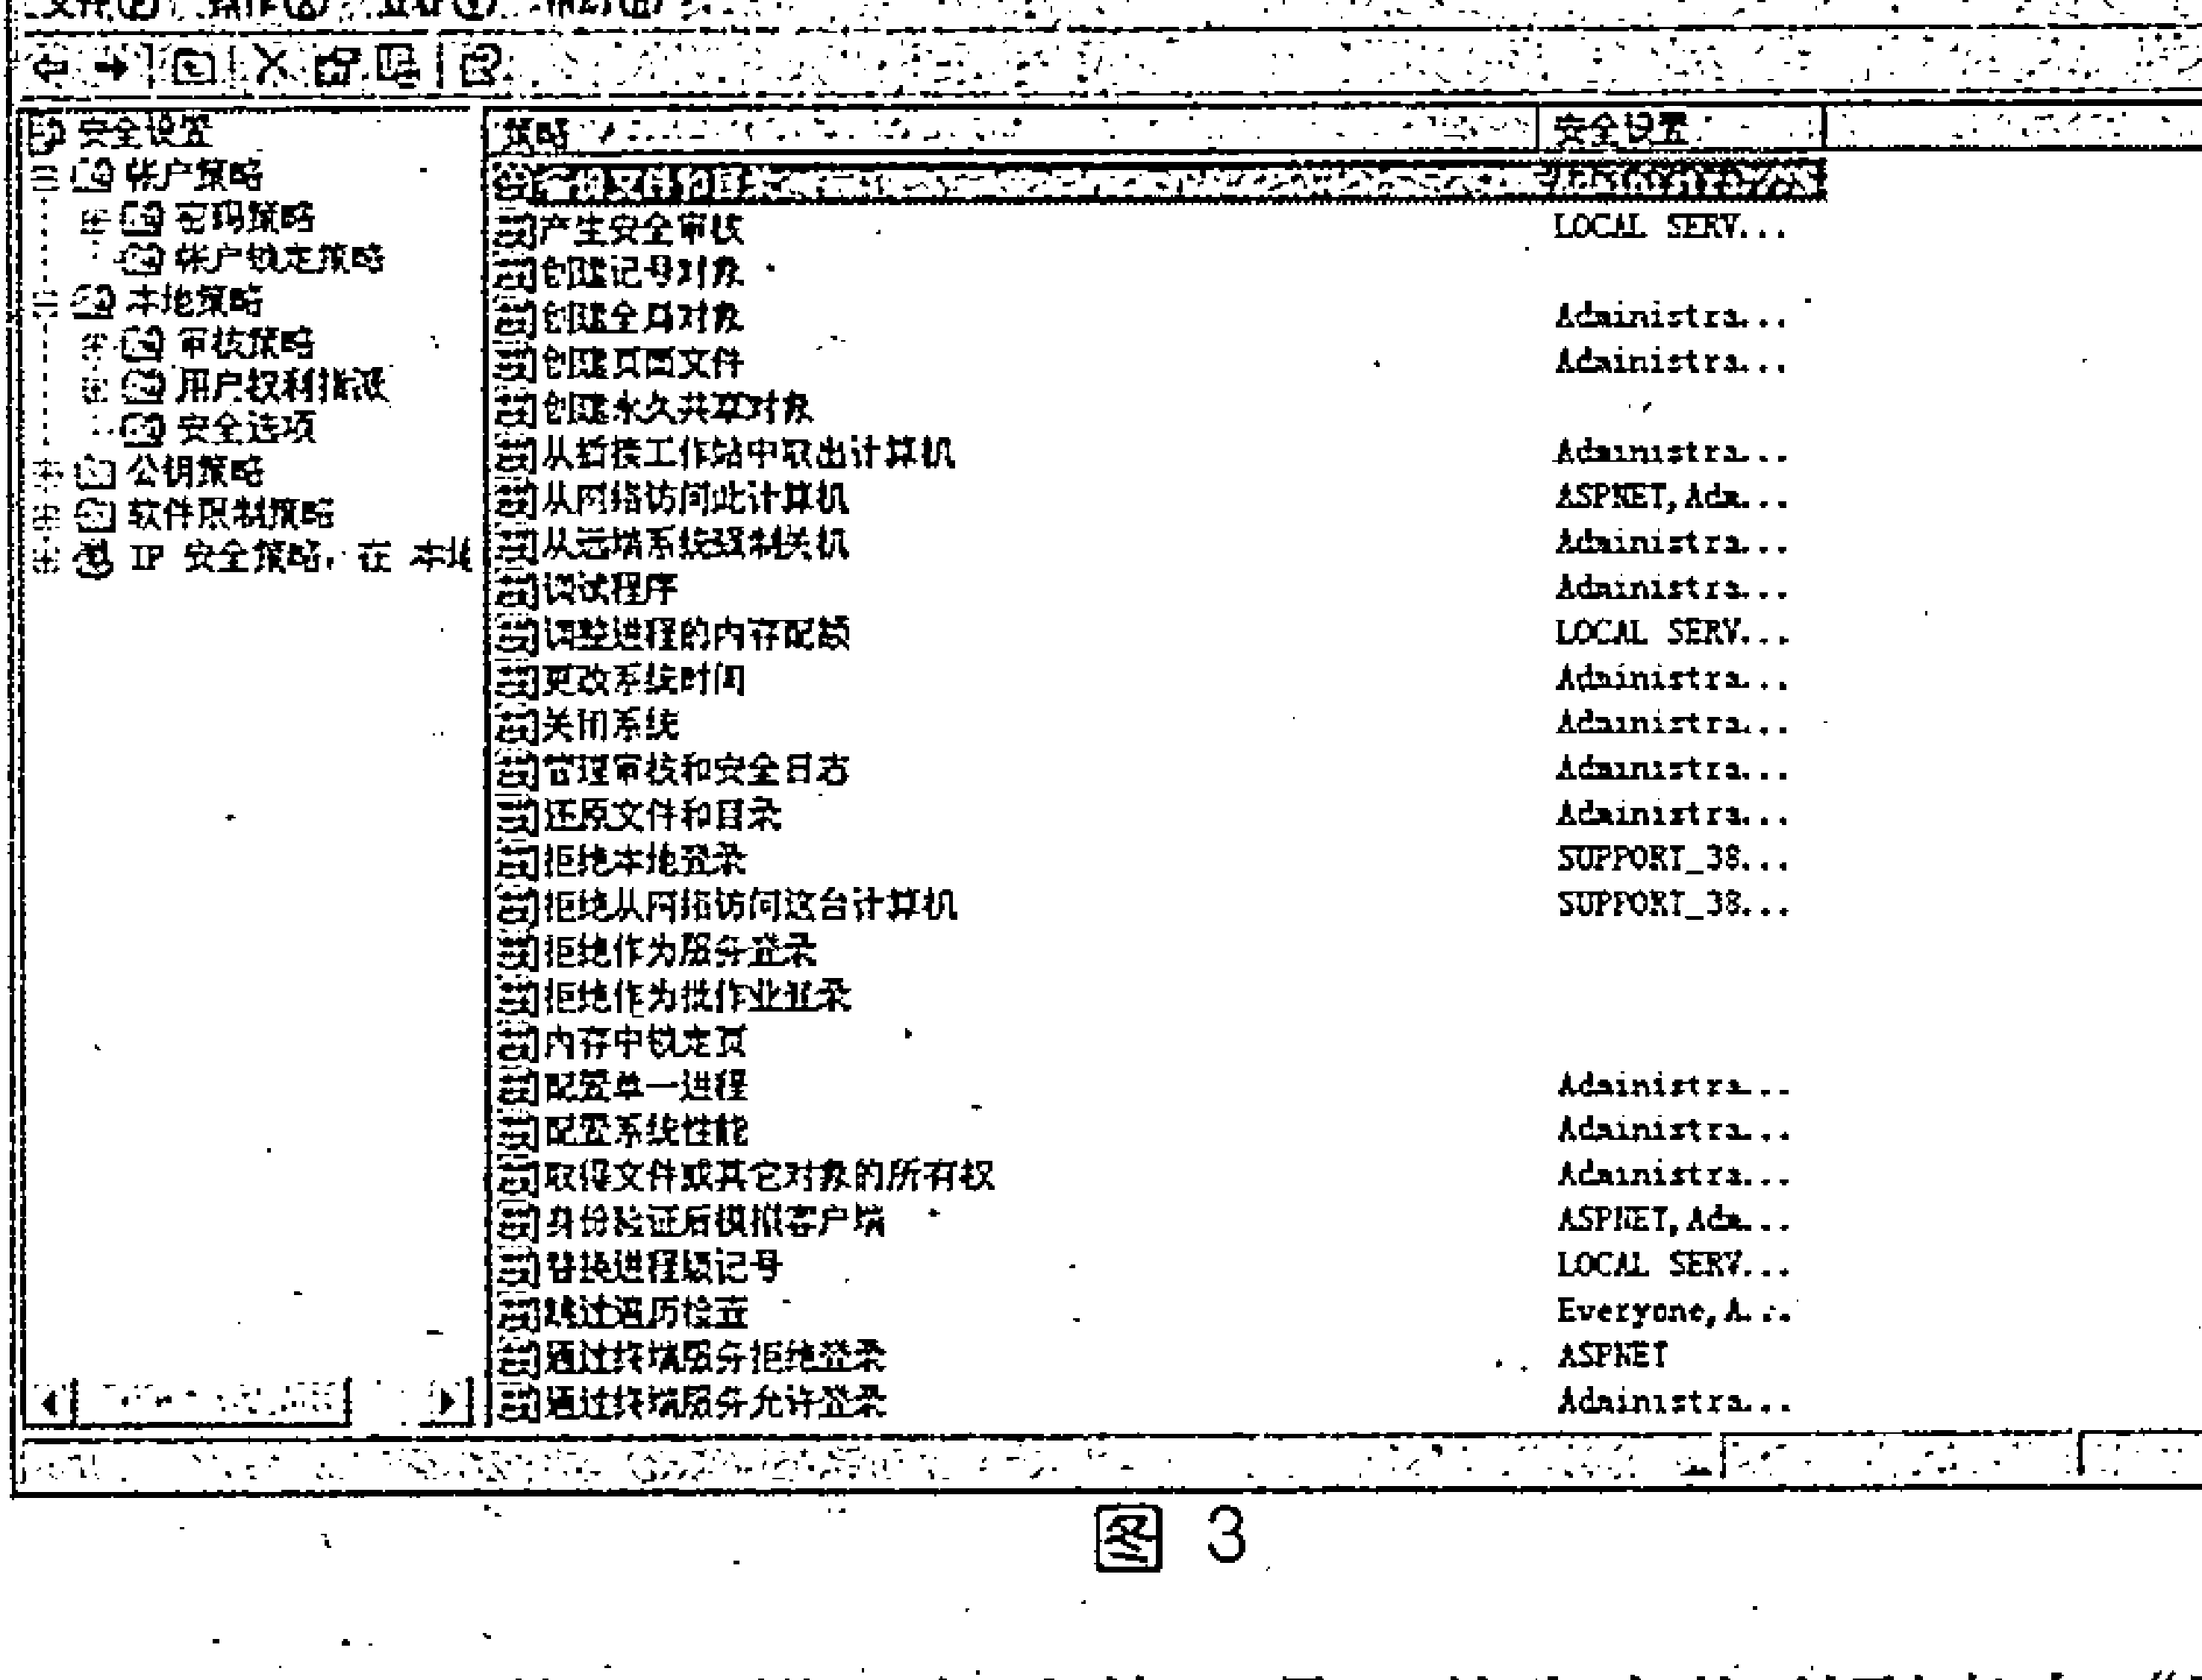 文件(F) 操作(A) 查看(V) 帮助(H)
安全设置
帐户策略
密码策略
帐户锁定策略
本地策略
审核策略
用户权利指派
安全选项
公钥策略
软件限制策略
IP 安全策略，在 本地
策略 安全设置
备份文件和目录
产生安全审核 LOCAL SERV...
创建记号对象
创建全局对象 Administra...
创建页面文件 Administra...
创建永久共享对象
从插接工作站中取出计算机 Administra...
从网络访问此计算机 ASPNET,Adm...
从远端系统强制关机 Administra...
调试程序 Administra...
调整进程的内存配额 LOCAL SERV...
更改系统时间 Administra...
关闭系统 Administra...
管理审核和安全日志 Administra...
还原文件和目录 Administra...
拒绝本地登录 SUPPORT_38...
拒绝从网络访问这台计算机 SUPPORT_38...
拒绝作为服务登录
拒绝作为批作业登录
内存中锁定页
配置单一进程 Administra...
配置系统性能 Administra...
取得文件或其它对象的所有权 Administra...
身份验证后模拟客户端 ASPNET,Adm...
替换进程级记号 LOCAL SERV...
跳过遍历检查 Everyone,A...
通过终端服务拒绝登录 ASPNET
通过终端服务允许登录 Administra...
图 3